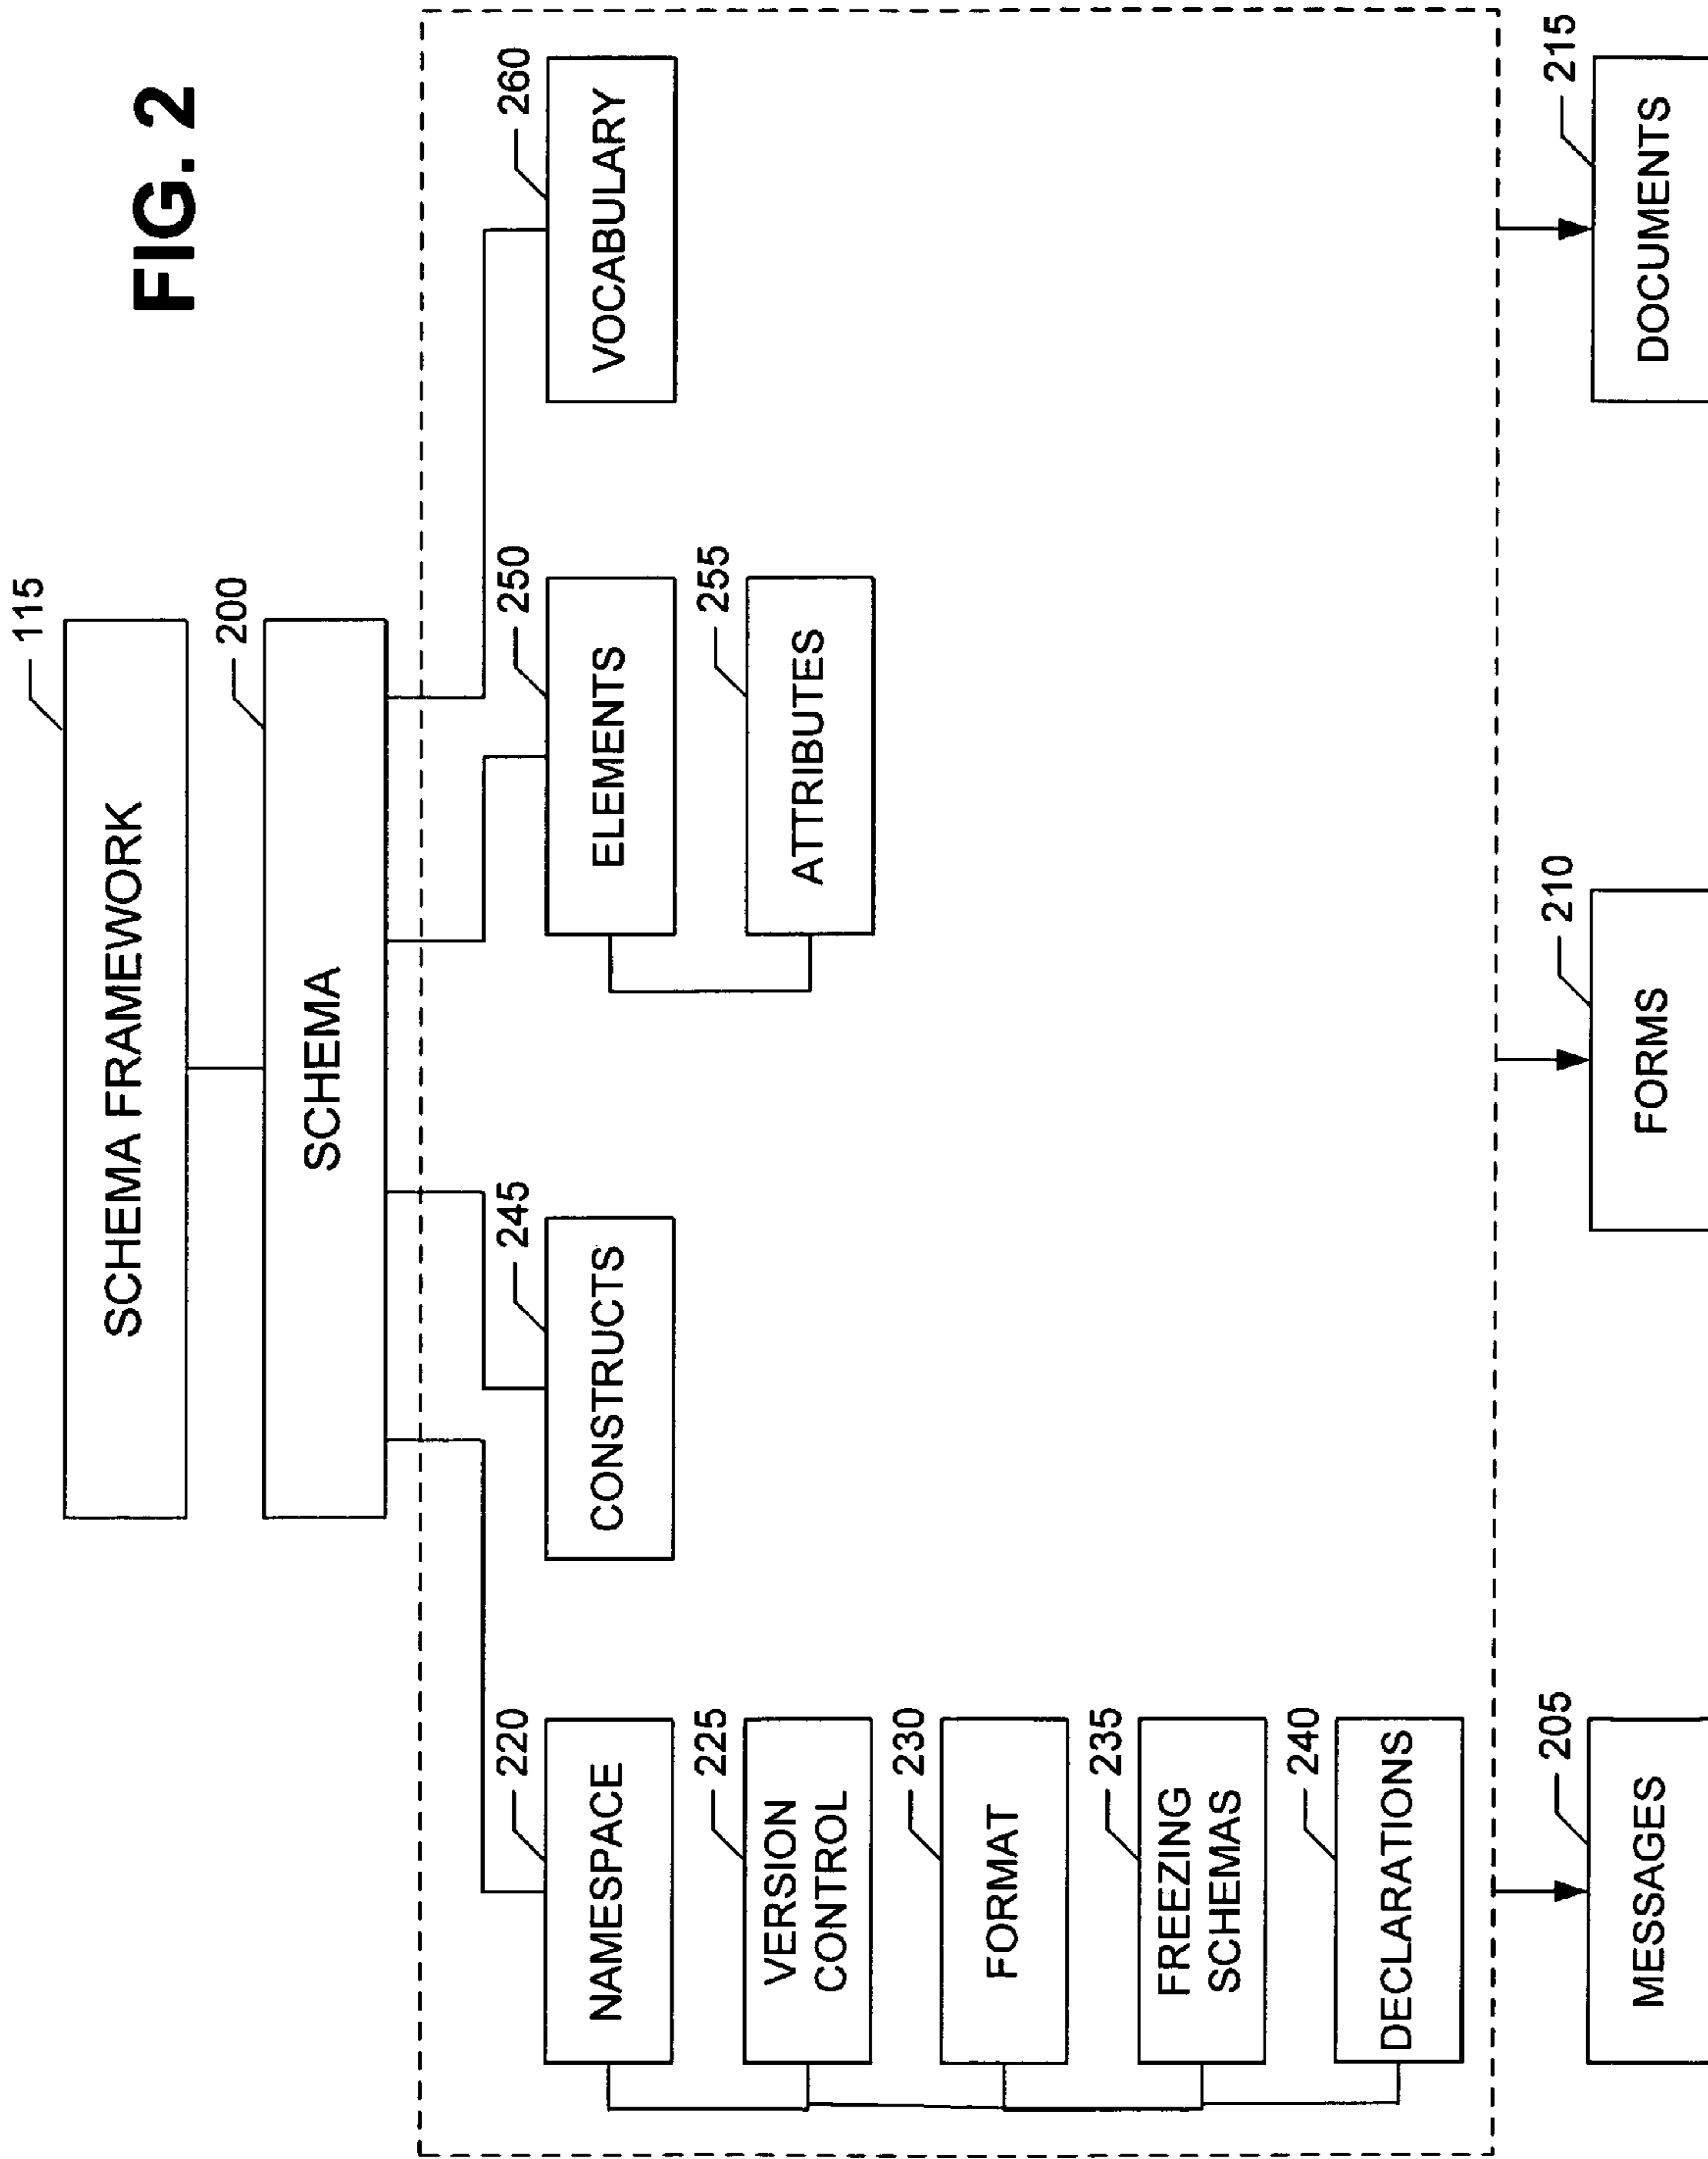 FIG. 2
115
SCHEMA FRAMEWORK
200
SCHEMA
220
NAMESPACE
245
CONSTRUCTS
250
ELEMENTS
260
VOCABULARY
225
VERSION
CONTROL
255
ATTRIBUTES
230
FORMAT
235
FREEZING
SCHEMAS
240
DECLARATIONS
205
MESSAGES
210
FORMS
215
DOCUMENTS